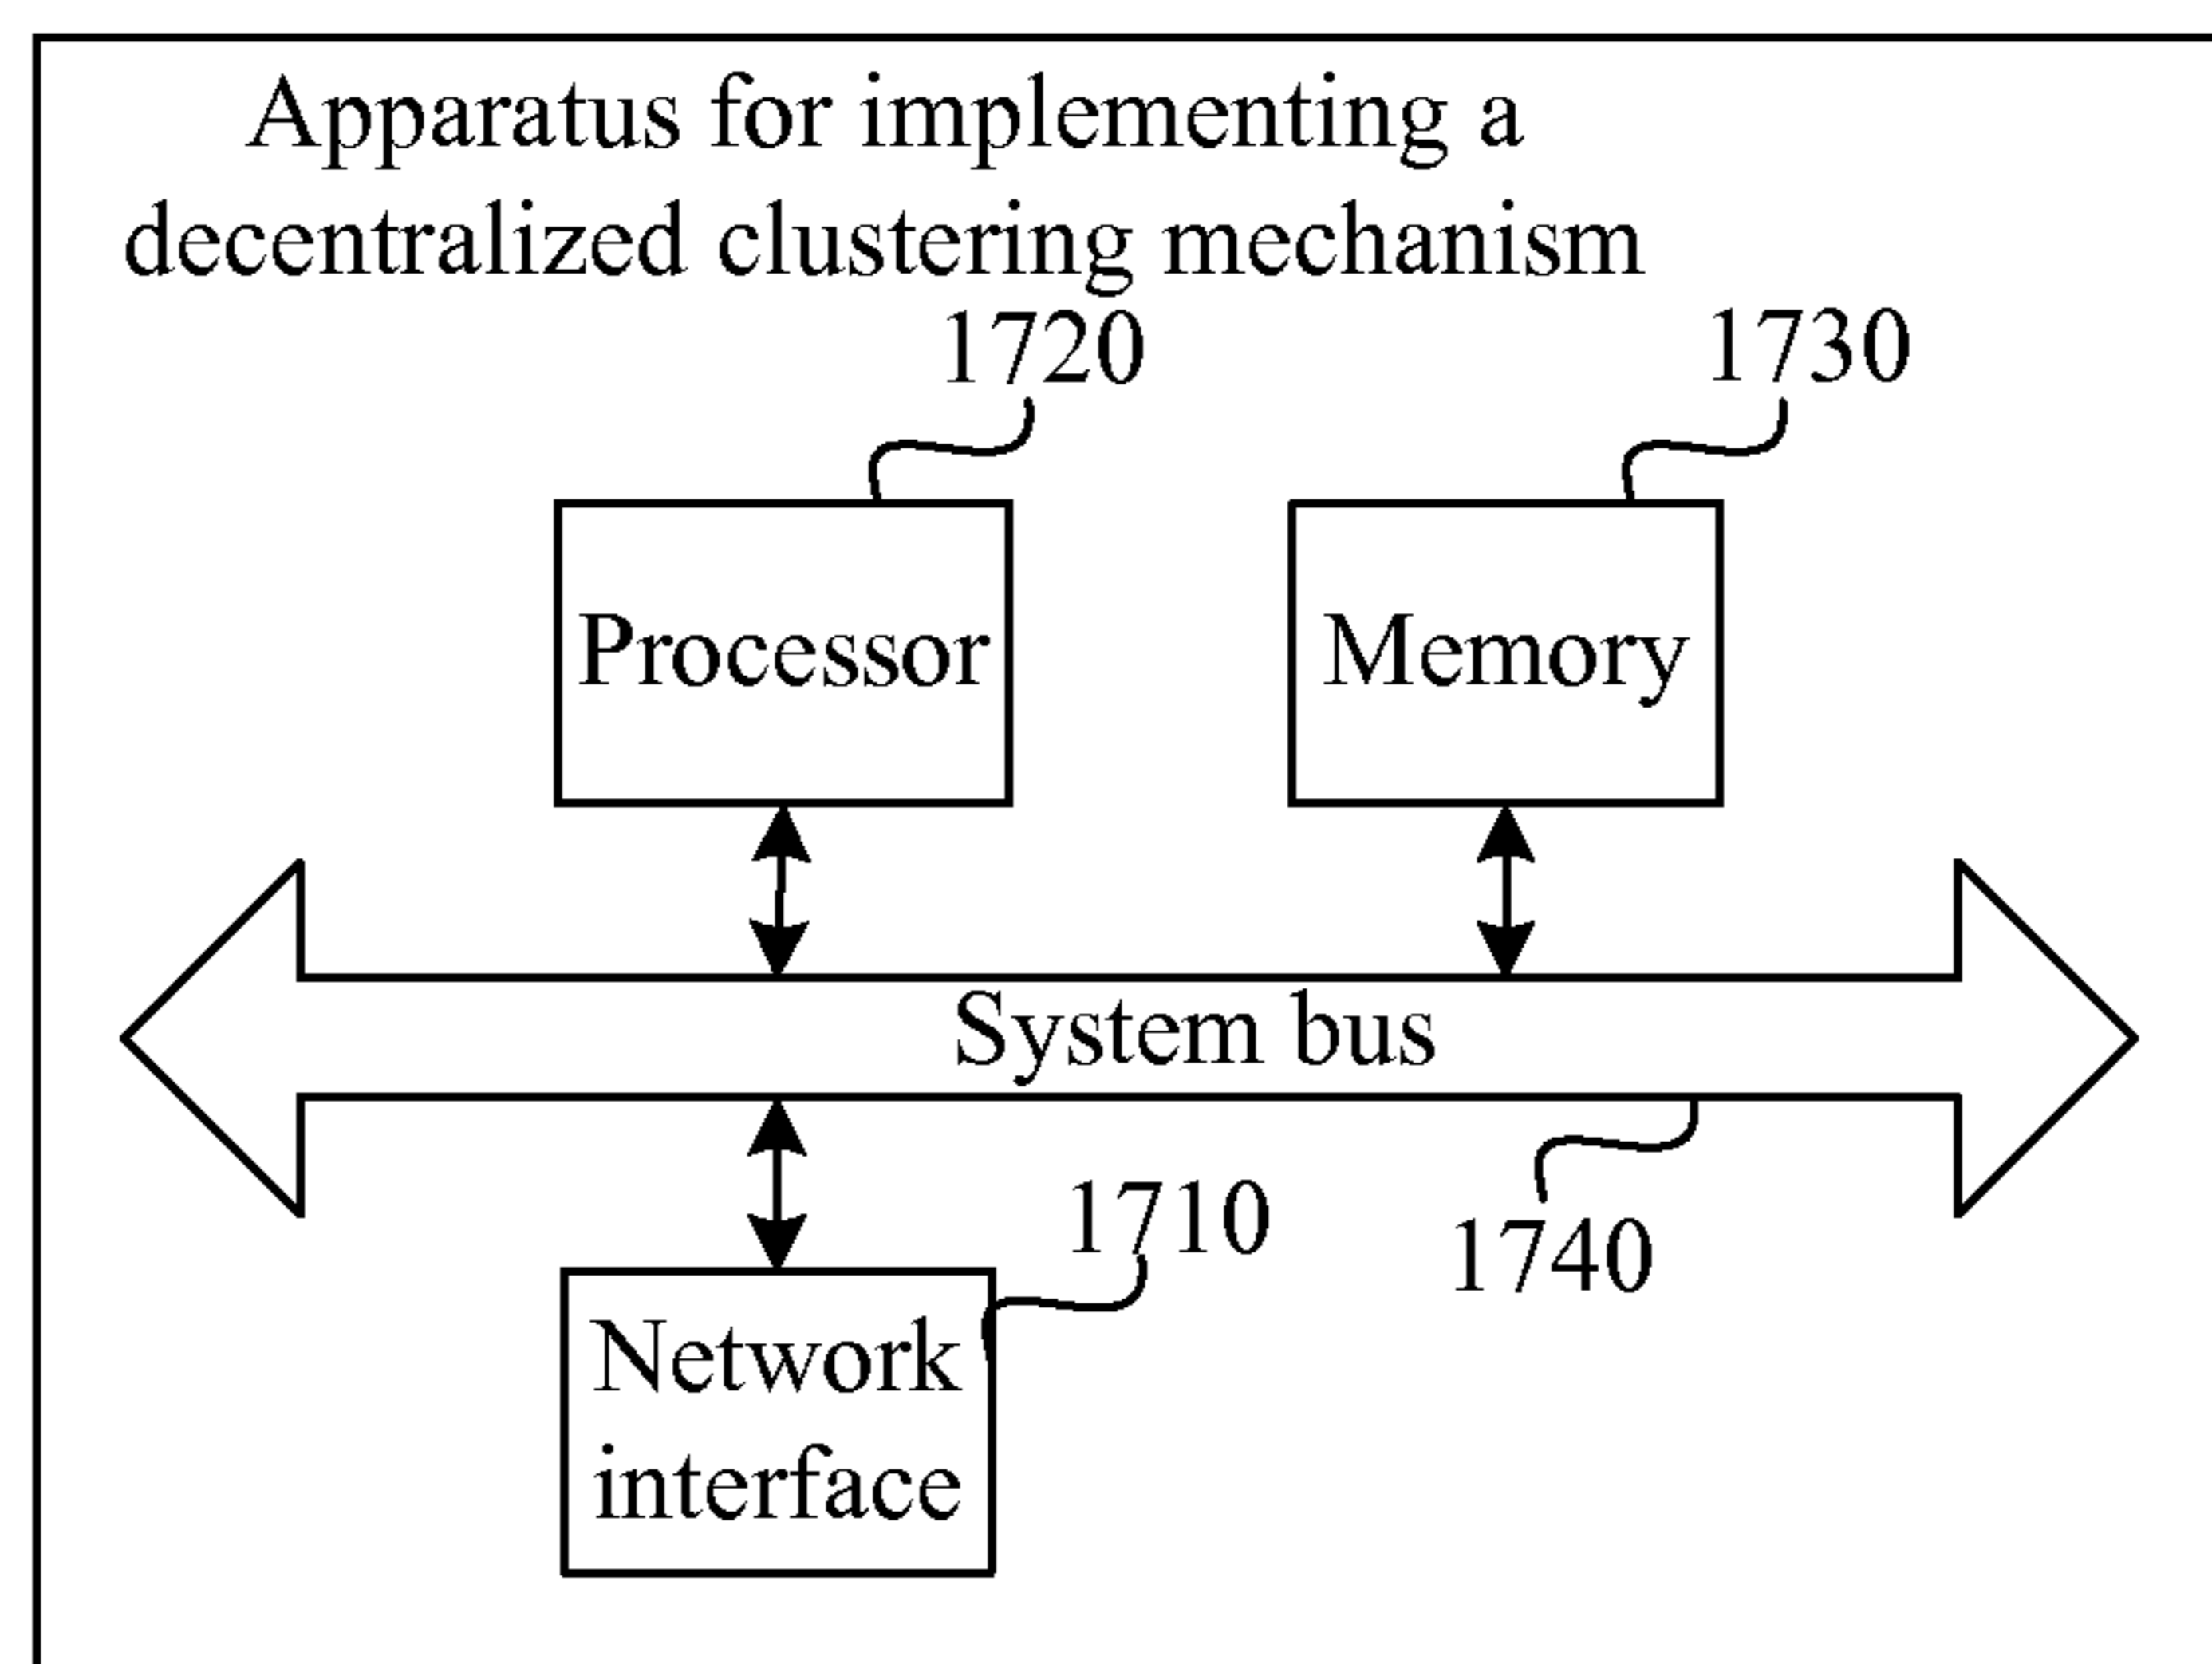 Apparatus for implementing a
decentralized clustering mechanism
1720
1730
Processor
Memory
System bus
1710
1740
Network
interface